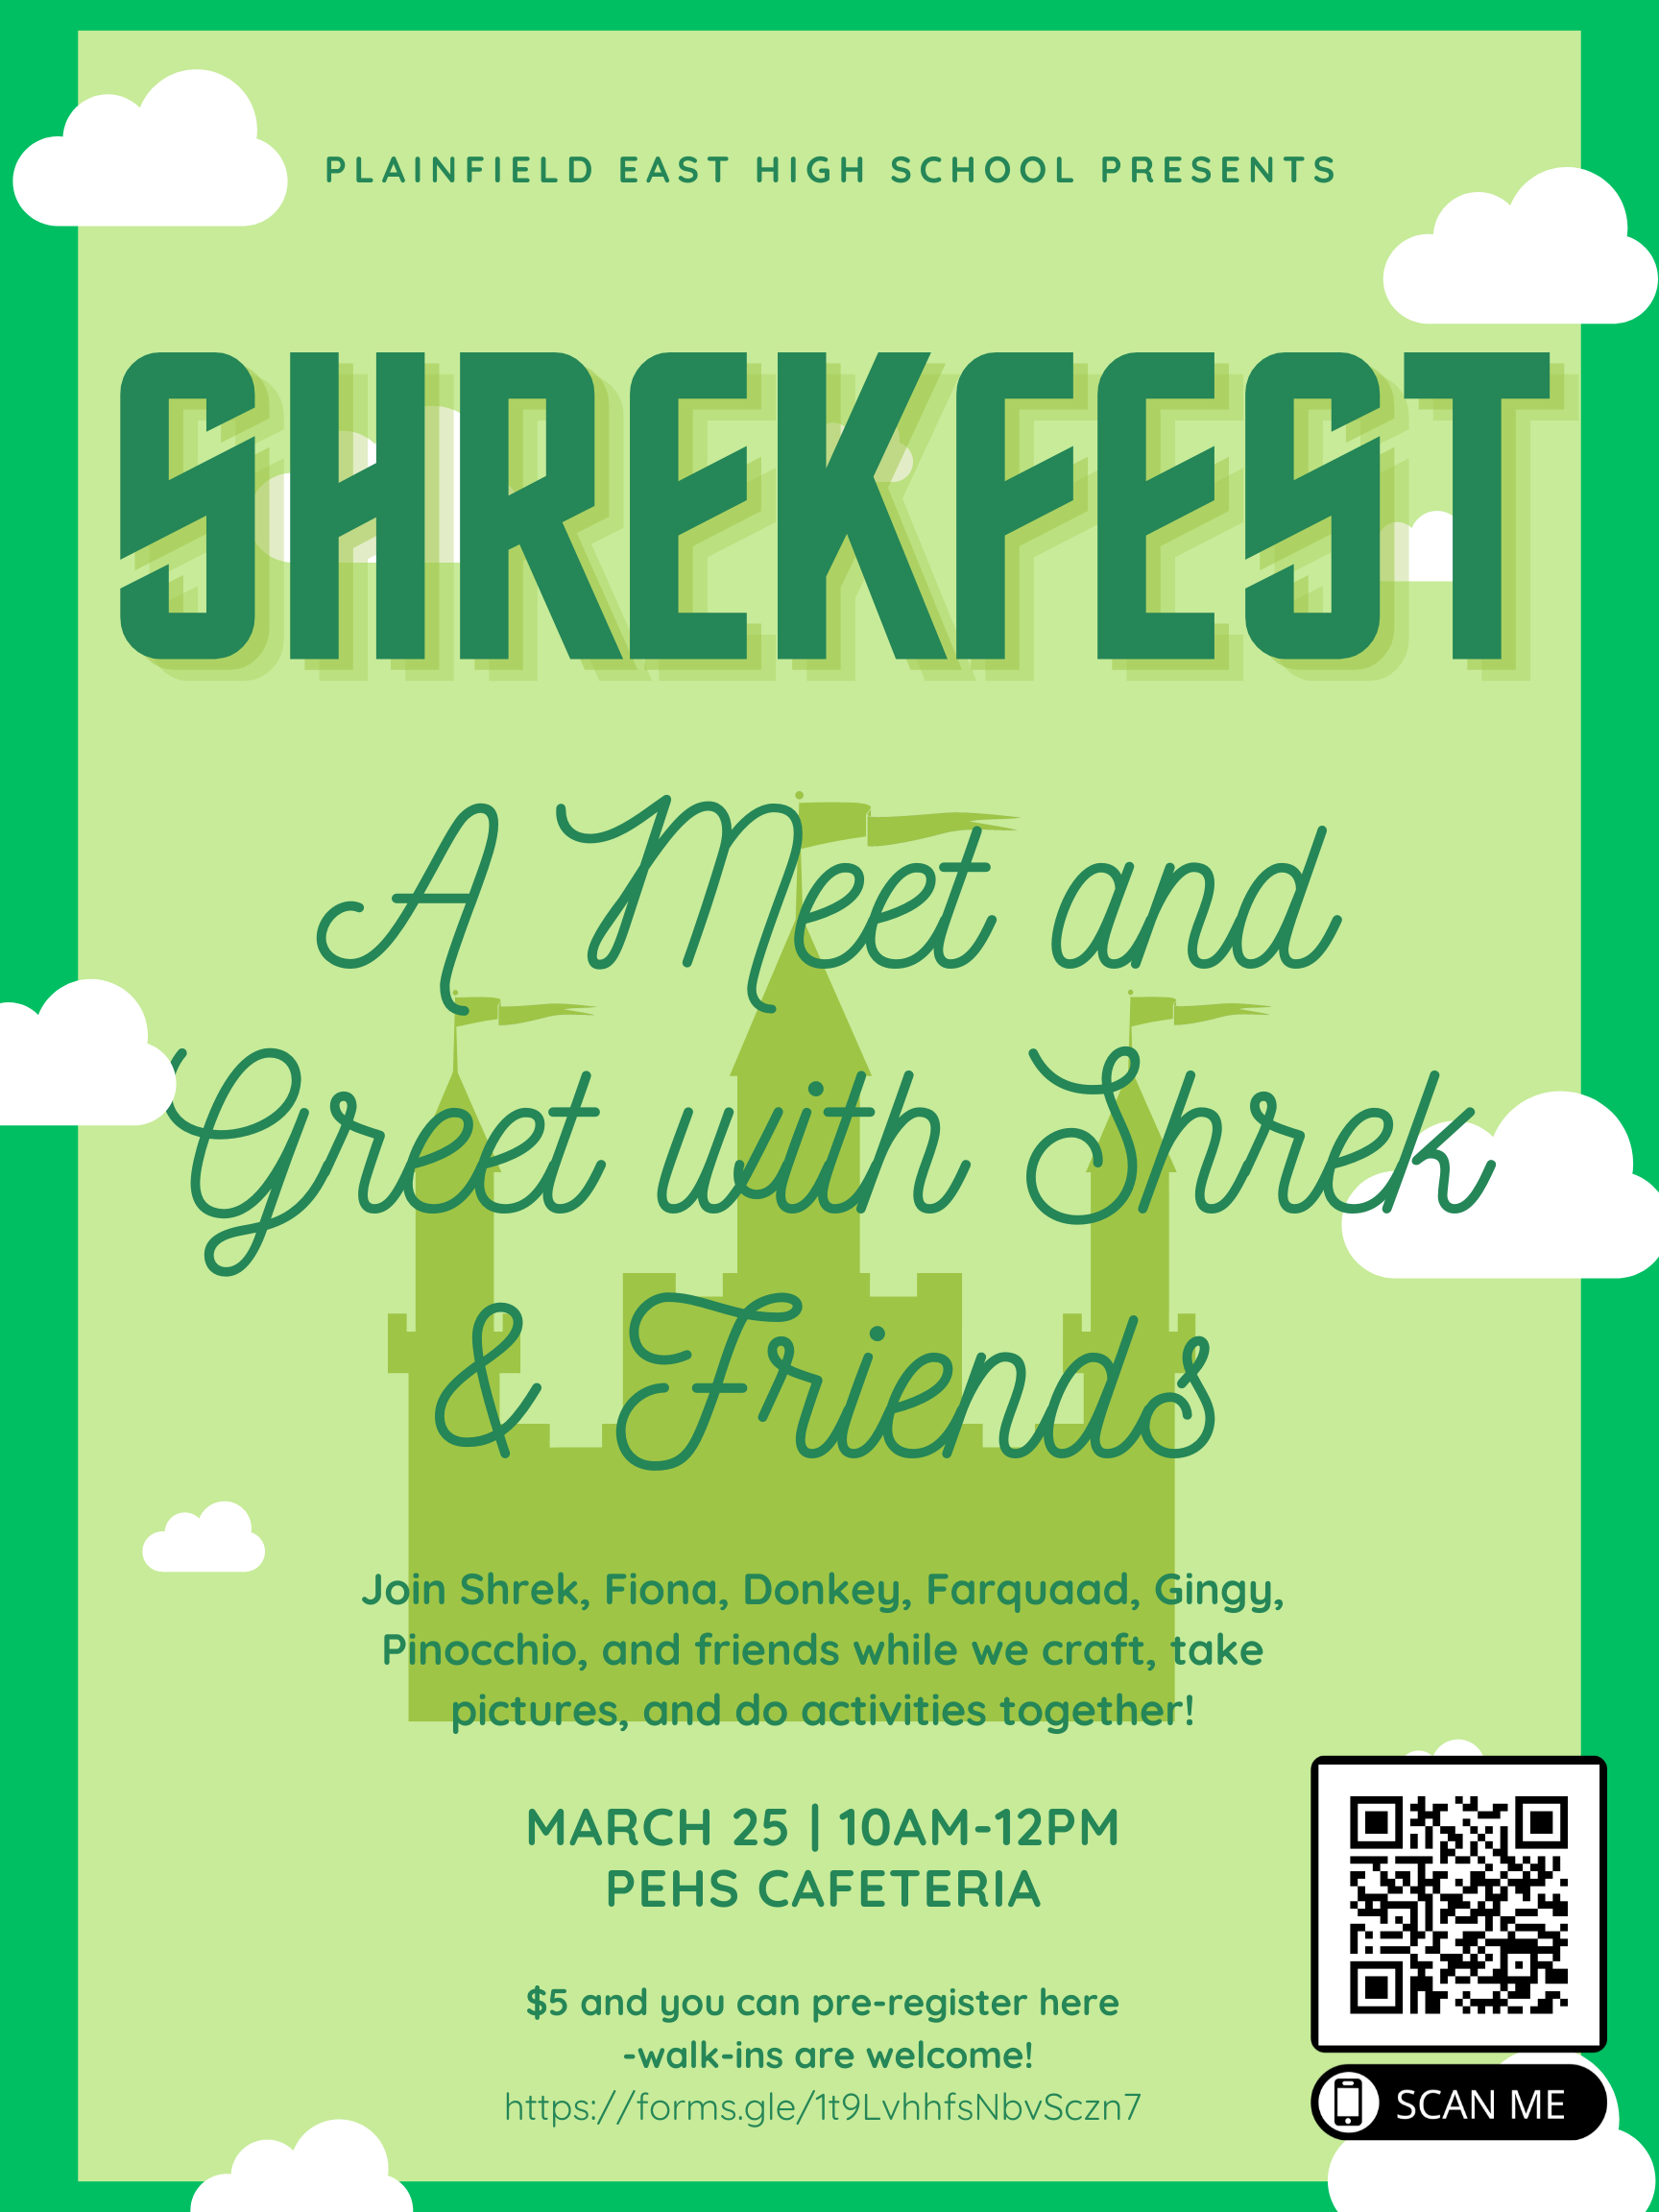 PLAINFIELD EAST HIGH SCHOOL PRESENTS
SHREKFEST
A Meet and
Greet with Shrek
& Friends
Join Shrek, Fiona, Donkey, Farquaad, Gingy,
Pinocchio, and friends while we craft, take
pictures, and do activities together!
MARCH 25 | 10AM-12PM
PEHS CAFETERIA
$5 and you can pre-register here
-walk-ins are welcome!
https://forms.gle/1t9LvhhfsNbvSczn7
SCAN ME